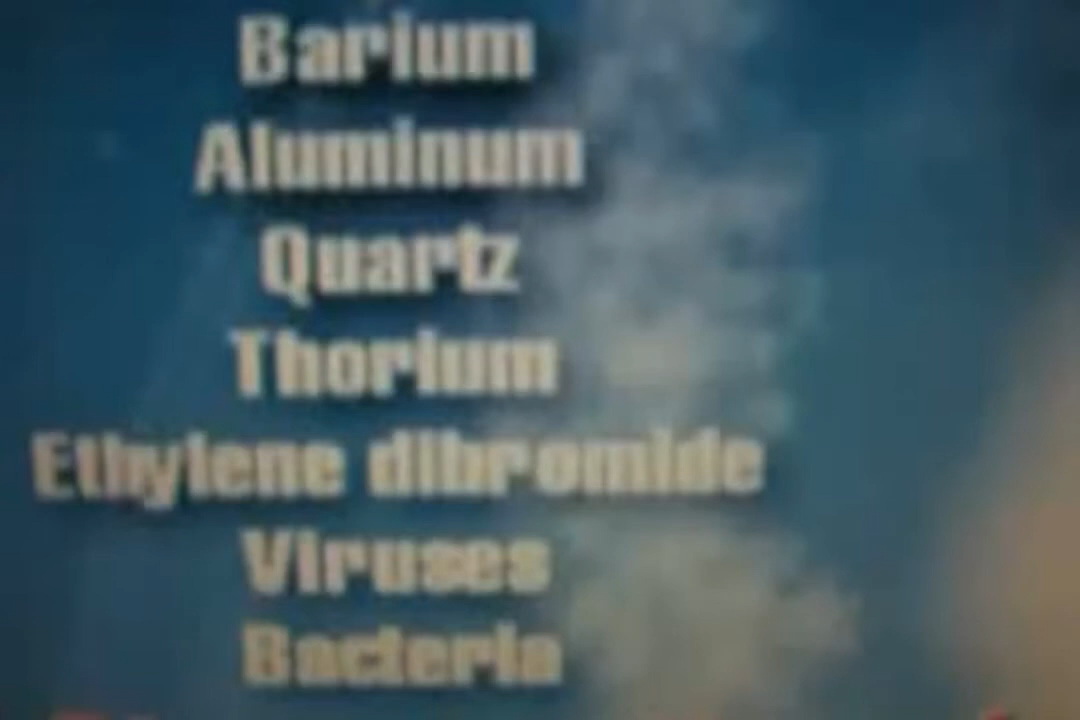 Barium
Aluminum
Quartz
Thorium
Ethylene dibromide
Viruses
Bacteria